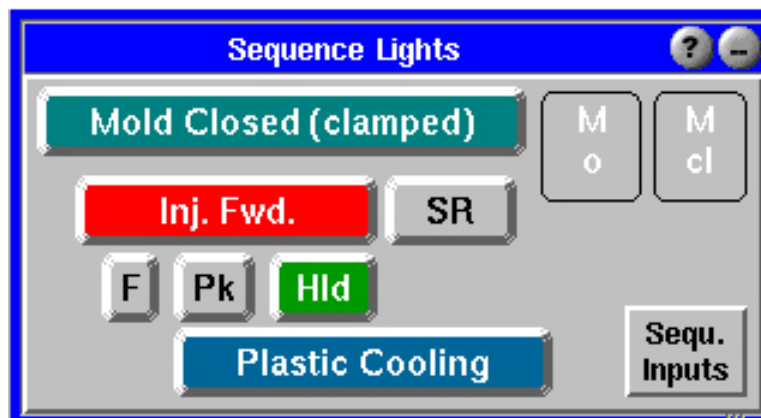 Sequence Lights ? –
Mold Closed (clamped) M o M cl
Inj. Fwd. SR
F Pk Hld
Plastic Cooling
Sequ.
Inputs